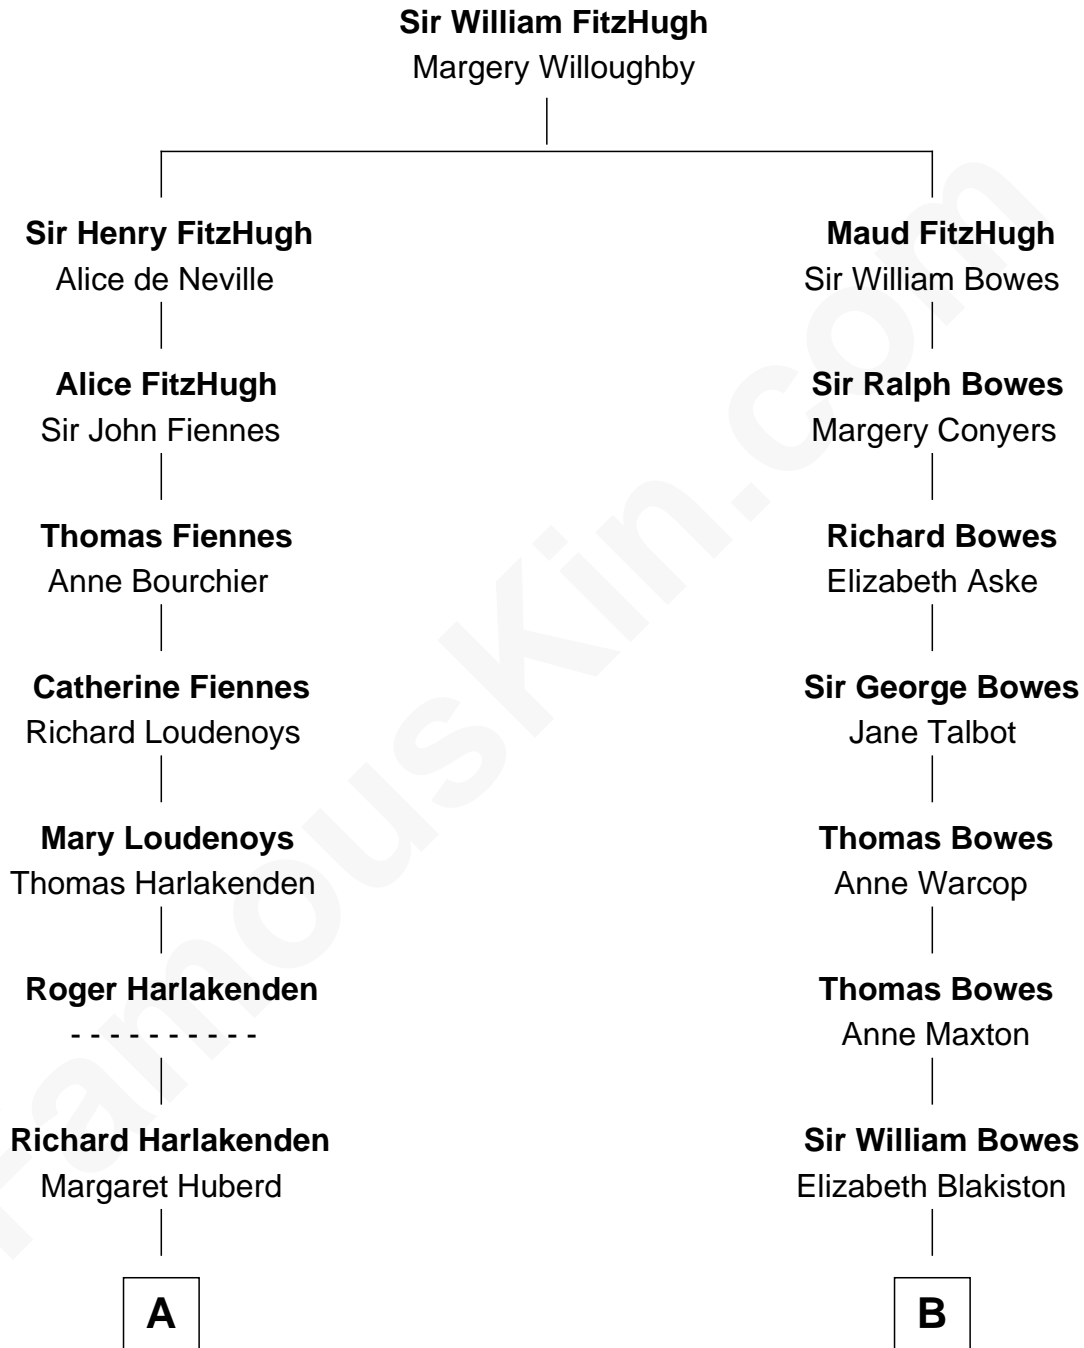 Sir William FitzHugh
Margery Willoughby
Sir Henry FitzHugh
Alice de Neville
Maud FitzHugh
Sir William Bowes
Alice FitzHugh
Sir John Fiennes
Sir Ralph Bowes
Margery Conyers
Thomas Fiennes
Anne Bourchier
Richard Bowes
Elizabeth Aske
Catherine Fiennes
Richard Loudenoys
Sir George Bowes
Jane Talbot
Mary Loudenoys
Thomas Harlakenden
Thomas Bowes
Anne Warcop
Roger Harlakenden
- - - - - - - - - -
Thomas Bowes
Anne Maxton
Richard Harlakenden
Margaret Huberd
Sir William Bowes
Elizabeth Blakiston
A
B
FamousKin.com